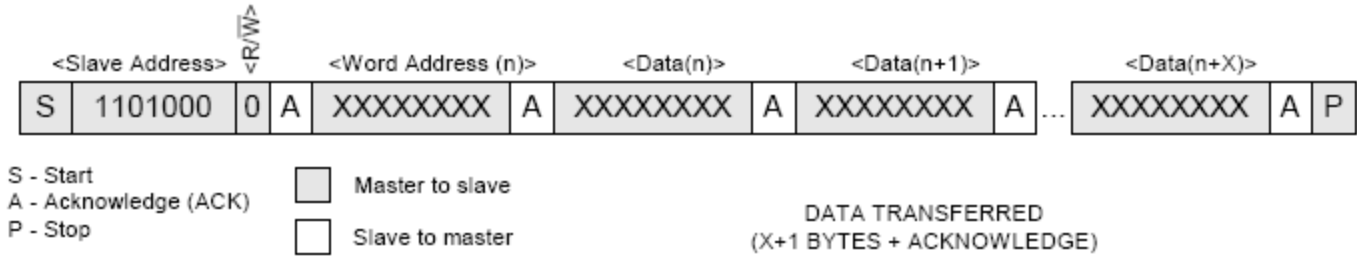 <R/W>
<Slave Address> <Word Address (n)> <Data(n)> <Data(n+1)> <Data(n+X)>
S 1101000 0 A XXXXXXXX A XXXXXXXX A XXXXXXXX A ... XXXXXXXX A P
S - Start
A - Acknowledge (ACK)
P - Stop
Master to slave
Slave to master
DATA TRANSFERRED
(X+1 BYTES + ACKNOWLEDGE)